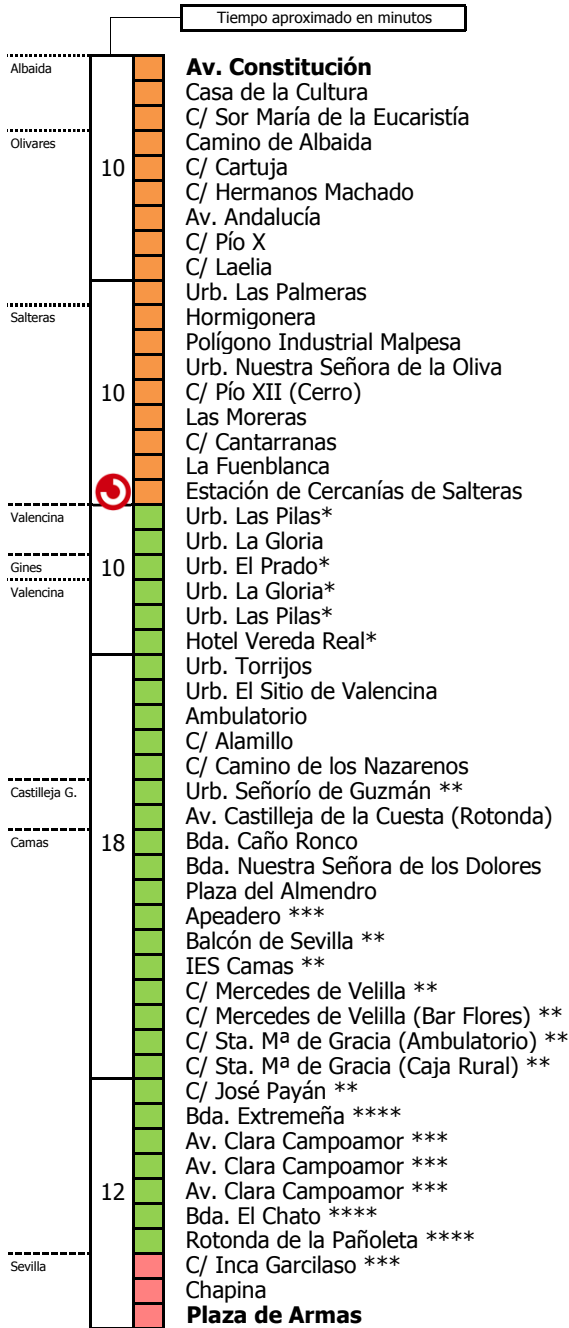 Tiempo aproximado en minutos
Albaida
Av. Constitución
Casa de la Cultura
C/ Sor María de la Eucaristía
Olivares
Camino de Albaida
10
C/ Cartuja
C/ Hermanos Machado
Av. Andalucía
C/ Pío X
C/ Laelia
Urb. Las Palmeras
Salteras
Hormigonera
Polígono Industrial Malpesa
Urb. Nuestra Señora de la Oliva
10
C/ Pío XII (Cerro)
Las Moreras
C/ Cantarranas
La Fuenblanca
Estación de Cercanías de Salteras
Valencina
Urb. Las Pilas*
Urb. La Gloria
Gines
10
Urb. El Prado*
Valencina
Urb. La Gloria*
Urb. Las Pilas*
Hotel Vereda Real*
Urb. Torrijos
Urb. El Sitio de Valencina
Ambulatorio
C/ Alamillo
C/ Camino de los Nazarenos
Castilleja G.
Urb. Señorío de Guzmán **
Av. Castilleja de la Cuesta (Rotonda)
Camas
18
Bda. Caño Ronco
Bda. Nuestra Señora de los Dolores
Plaza del Almendro
Apeadero ***
Balcón de Sevilla **
IES Camas **
C/ Mercedes de Velilla **
C/ Mercedes de Velilla (Bar Flores) **
C/ Sta. Mª de Gracia (Ambulatorio) **
C/ Sta. Mª de Gracia (Caja Rural) **
C/ José Payán **
Bda. Extremeña ****
Av. Clara Campoamor ***
Av. Clara Campoamor ***
12
Av. Clara Campoamor ***
Bda. El Chato ****
Rotonda de la Pañoleta ****
Sevilla
C/ Inca Garcilaso ***
Chapina
Plaza de Armas